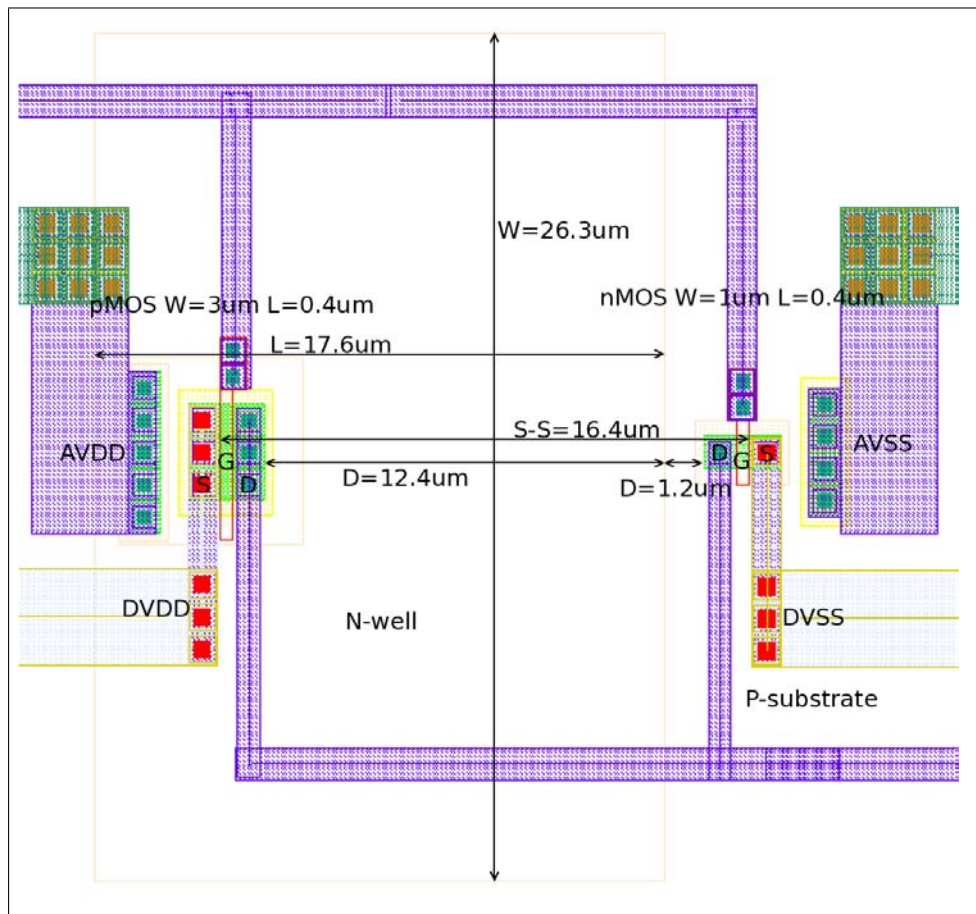 W=26.3um
pMOS W=3um L=0.4um
nMOS W=1um L=0.4um
L=17.6um
S-S=16.4um
AVDD
AVSS
G
D
G
S
D=12.4um
D=1.2um
S
D
DVDD
N-well
DVSS
P-substrate